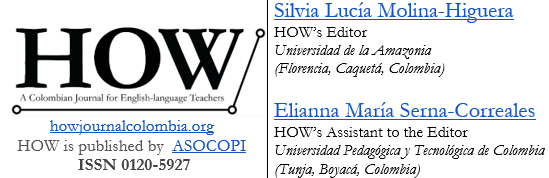 HOW
A Colombian Journal for English-language Teachers
howjournalcolombia.org
HOW is published by ASOCOPI
ISSN 0120-5927
Silvia Lucía Molina-Higuera
HOW's Editor
Universidad de la Amazonia
(Florencia, Caquetá, Colombia)
Elianna María Serna-Correales
HOW's Assistant to the Editor
Universidad Pedagógica y Tecnológica de Colombia
(Tunja, Boyacá, Colombia)